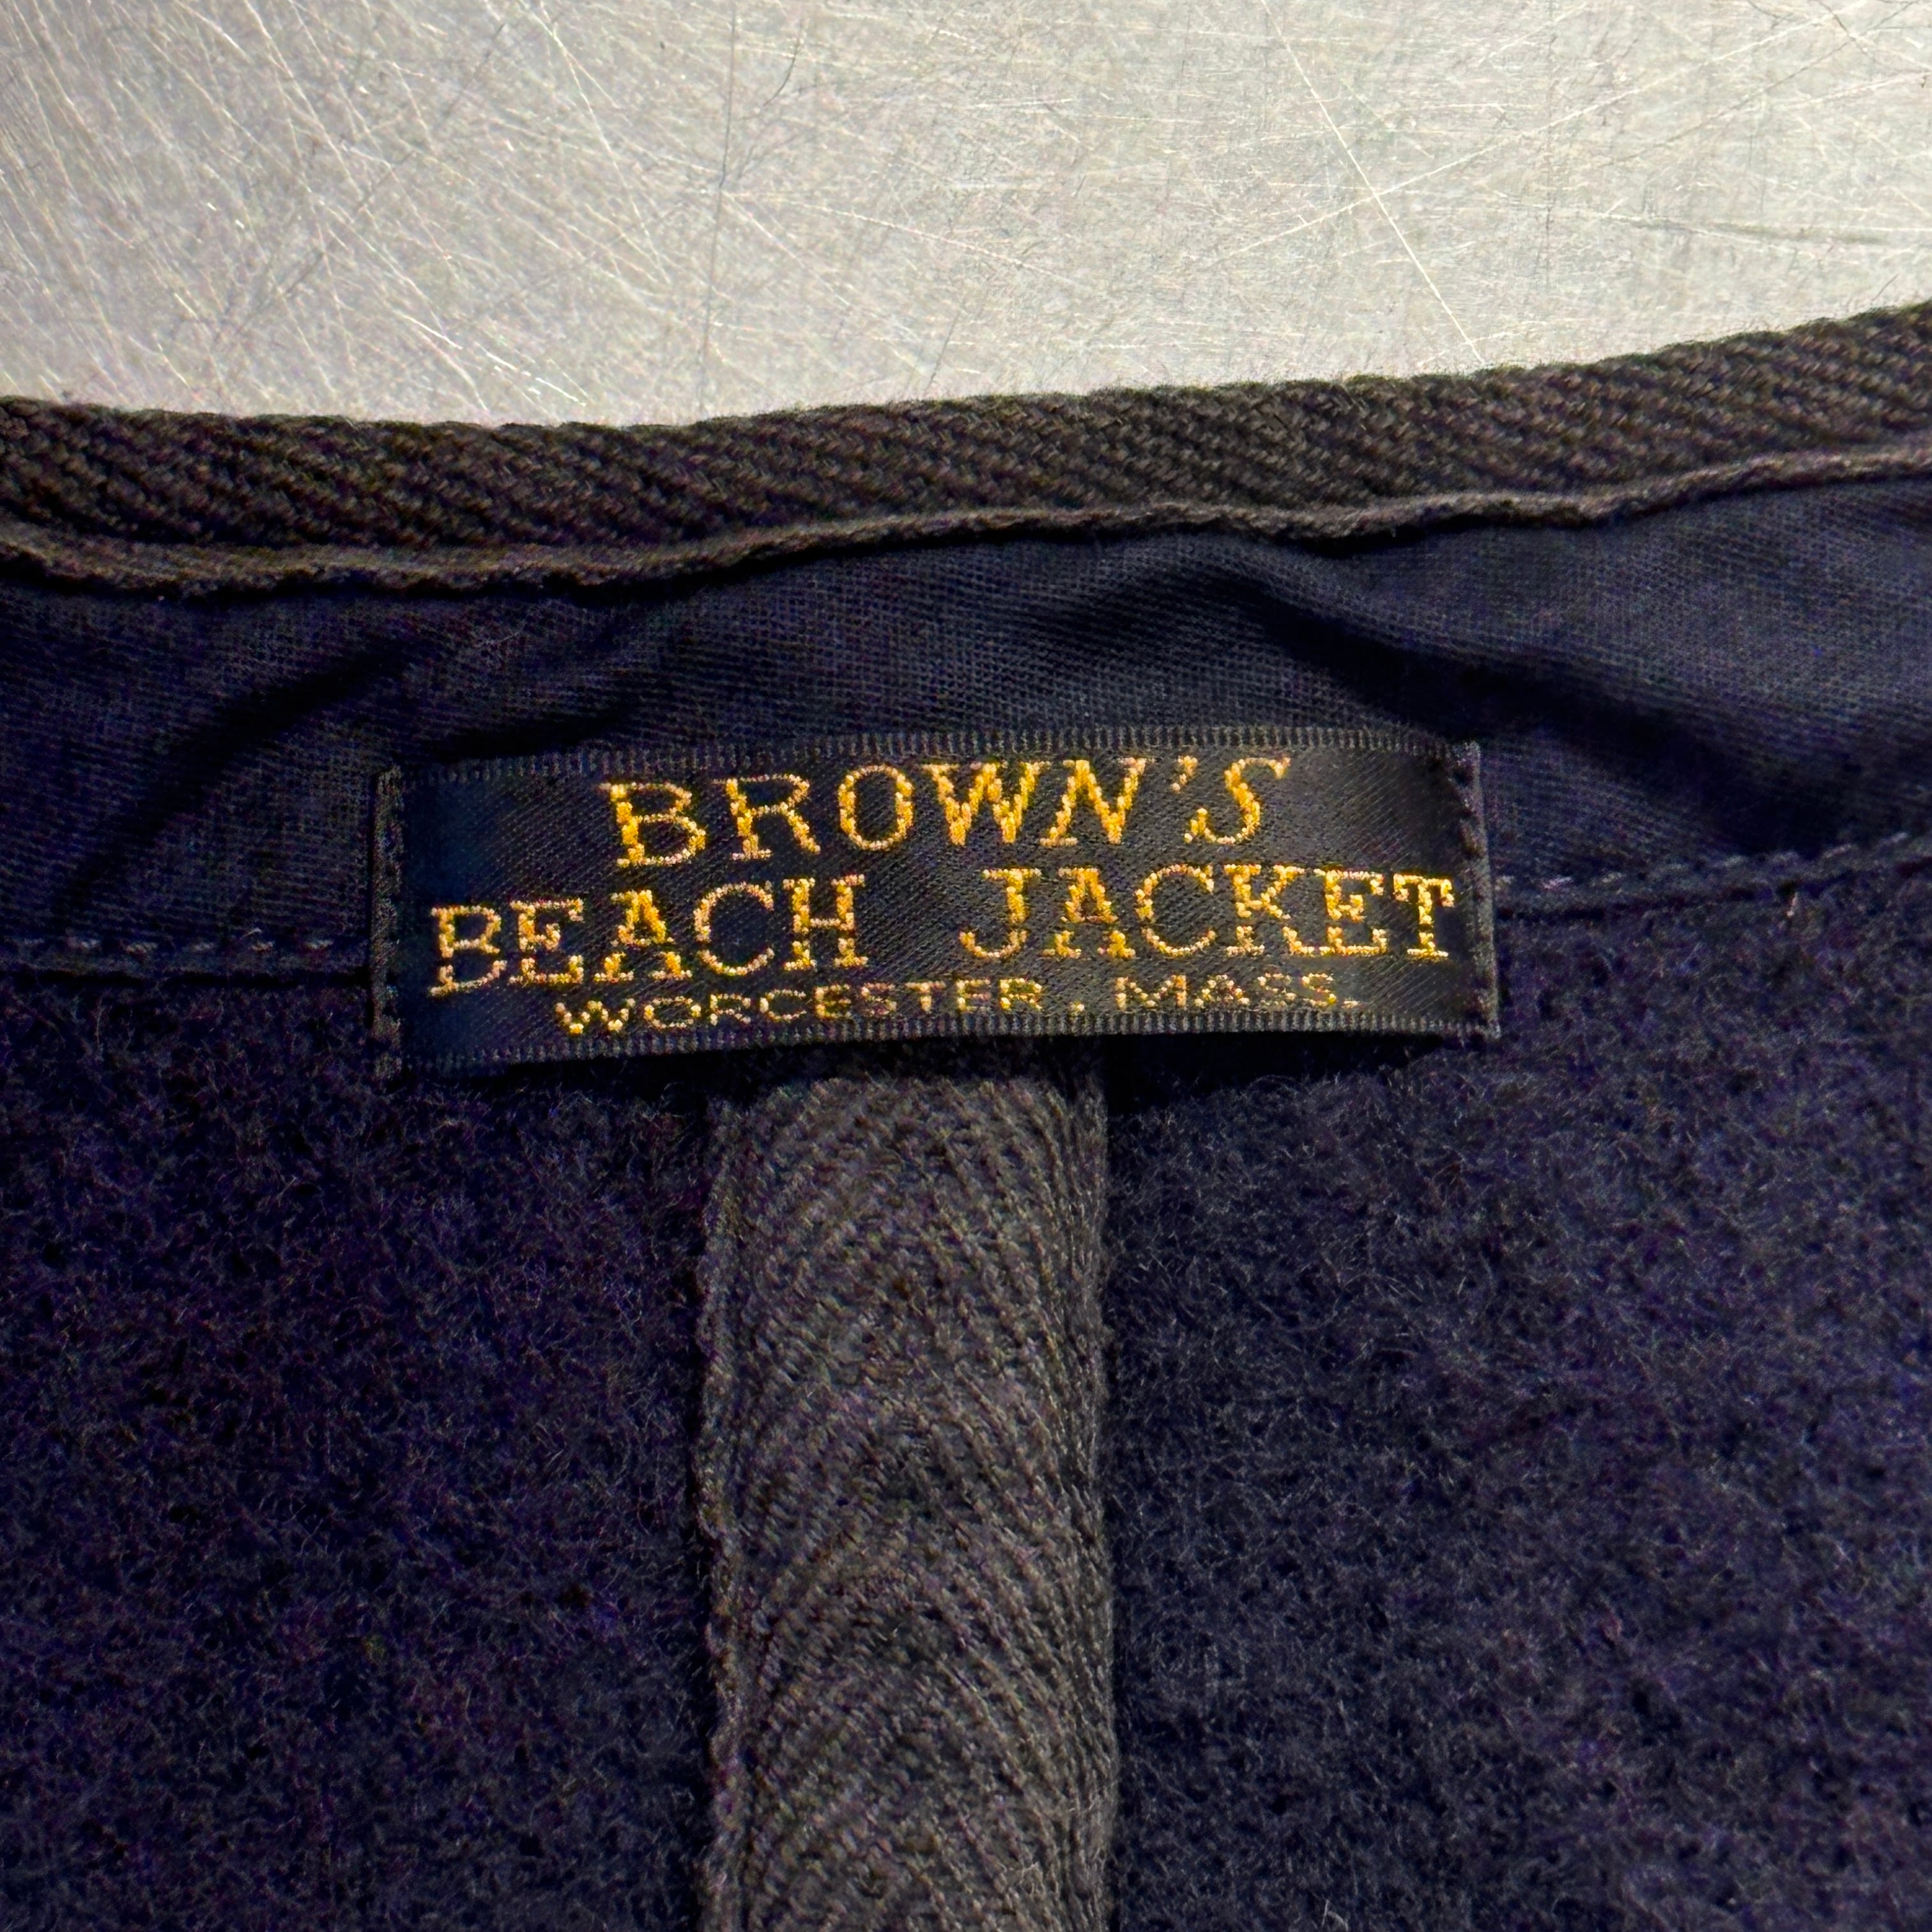 BROWN'S
BEACH JACKET
WORCESTER, MASS.